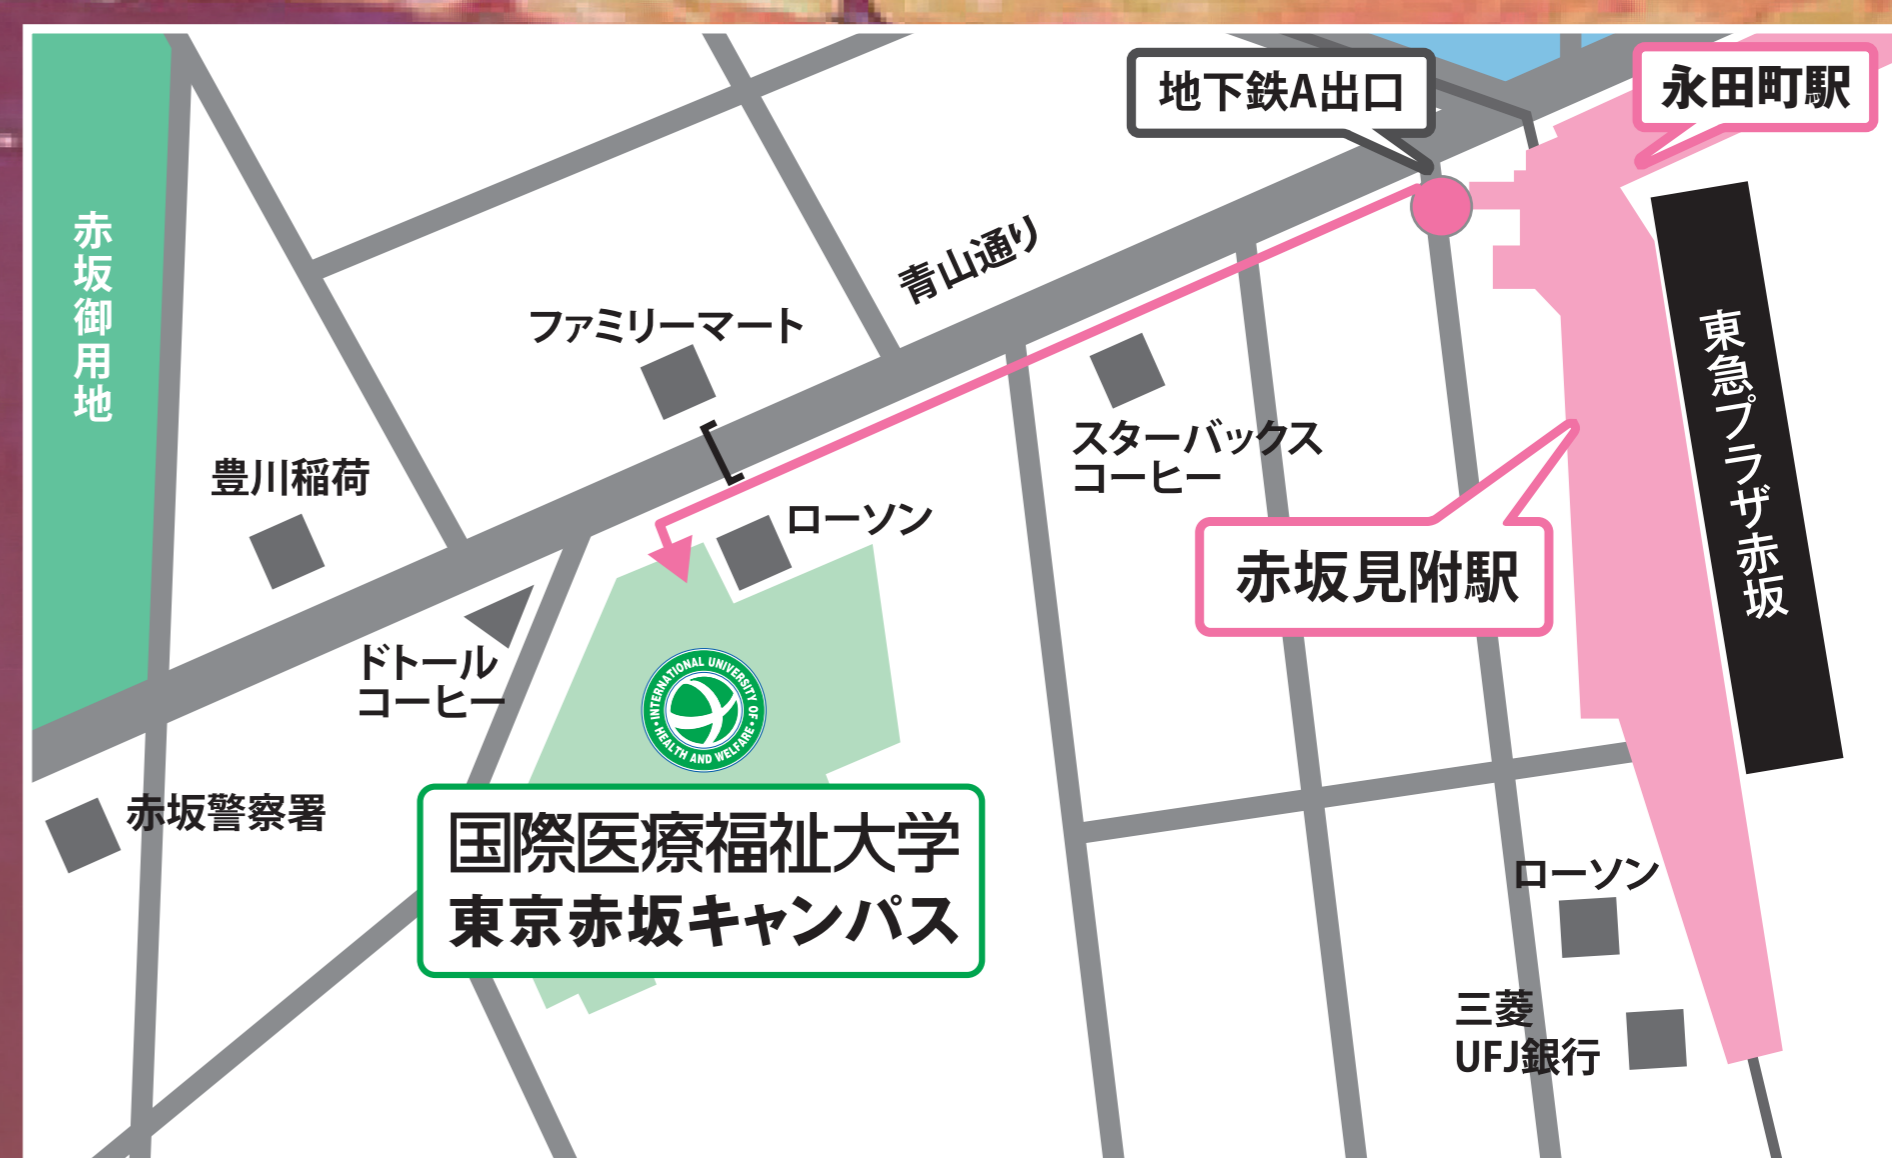 地下鉄A出口
永田町駅
赤坂御用地
青山通り
ファミリーマート
東急プラザ赤坂
豊川稲荷
スターバックス
コーヒー
ローソン
赤坂見附駅
ドトール
コーヒー
INTERNATIONAL UNIVERSITY OF
HEALTH AND WELFARE
赤坂警察署
国際医療福祉大学
東京赤坂キャンパス
ローソン
三菱
UFJ銀行